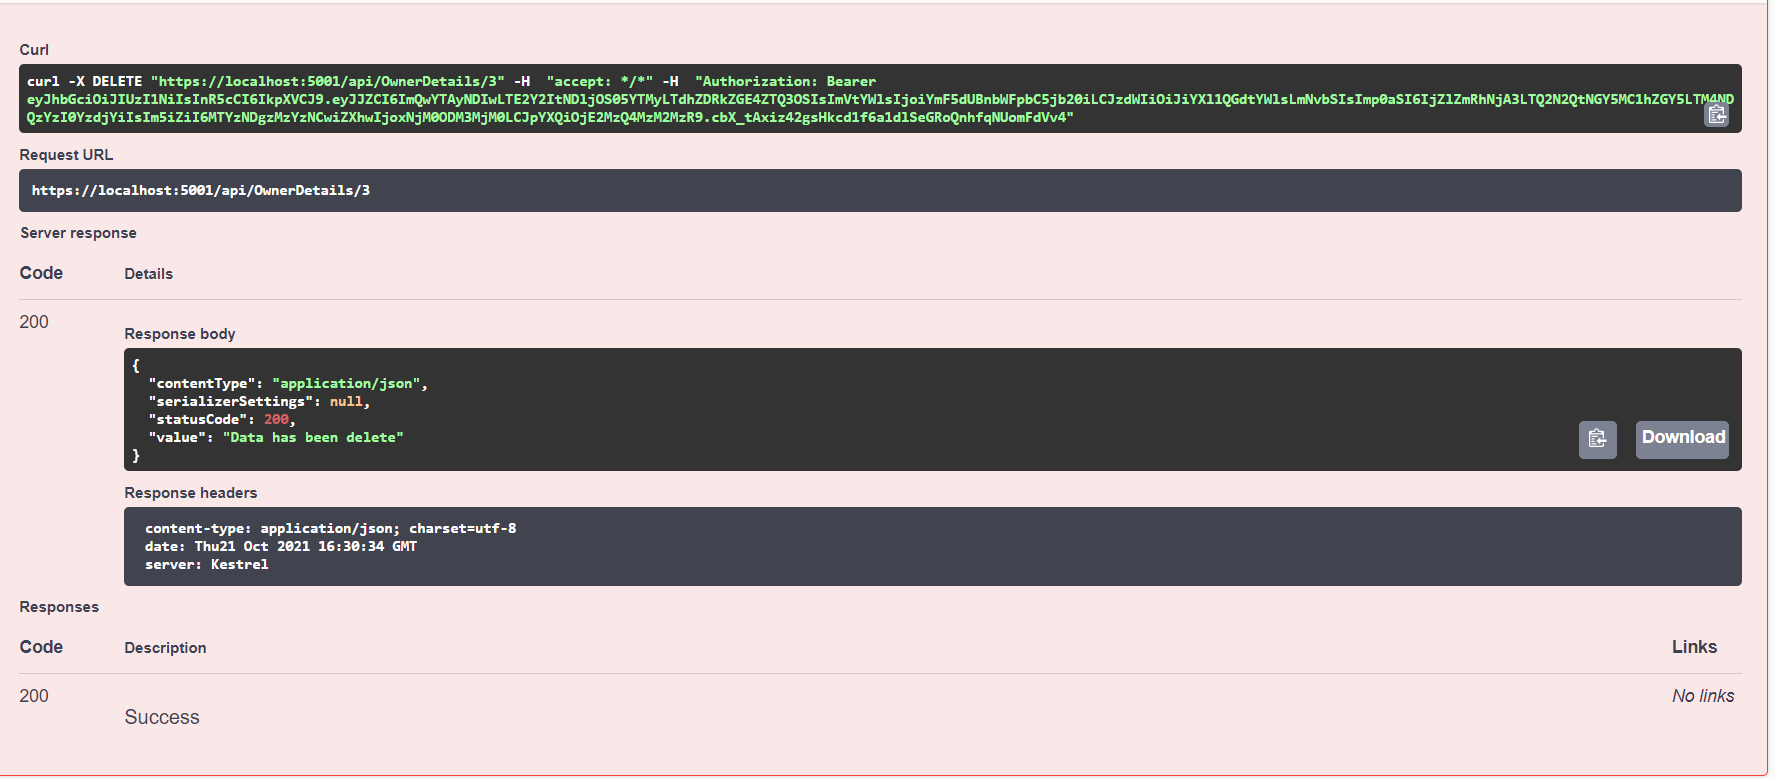 Curl
curl -X DELETE "https://localhost:5001/api/OwnerDetails/3" -H  "accept: */*" -H  "Authorization: Bearer
eyJhbGciOiJIUzI1NiIsInR5cCI6IkpXVCJ9.eyJJZCI6ImQwYTAyNDIwLTE2Y2ItNDljOS05YTMyLTdhZDRkZGE4ZTQ3OSIsImVtYWlsIjoiYmF5dUBnbWFpbC5jb20iLCJzdWIiOiJiYXl1QGdtYWlsLmNvbSIsImp0aSI6IjZlZmRhNjA3LTQ2N2QtNGY5MC1hZGY5LTM4ND
QzYzI0YzdjYiIsIm5iZiI6MTYzNDgzMzYzNCwiZXhwIjoxNjM0ODM3MjM0LCJpYXQiOjE2MzQ4MzM2MzR9.cbX_tAxiz42gsHkcd1f6a1dlSeGRoQnhfqNUomFdVv4"
Request URL
https://localhost:5001/api/OwnerDetails/3
Server response
Code Details
200
Response body
{
"contentType": "application/json",
"serializerSettings": null,
"statusCode": 200,
"value": "Data has been delete"
}
Download
Response headers
content-type: application/json; charset=utf-8
date: Thu21 Oct 2021 16:30:34 GMT
server: Kestrel
Responses
Code Description Links
200 No links
Success